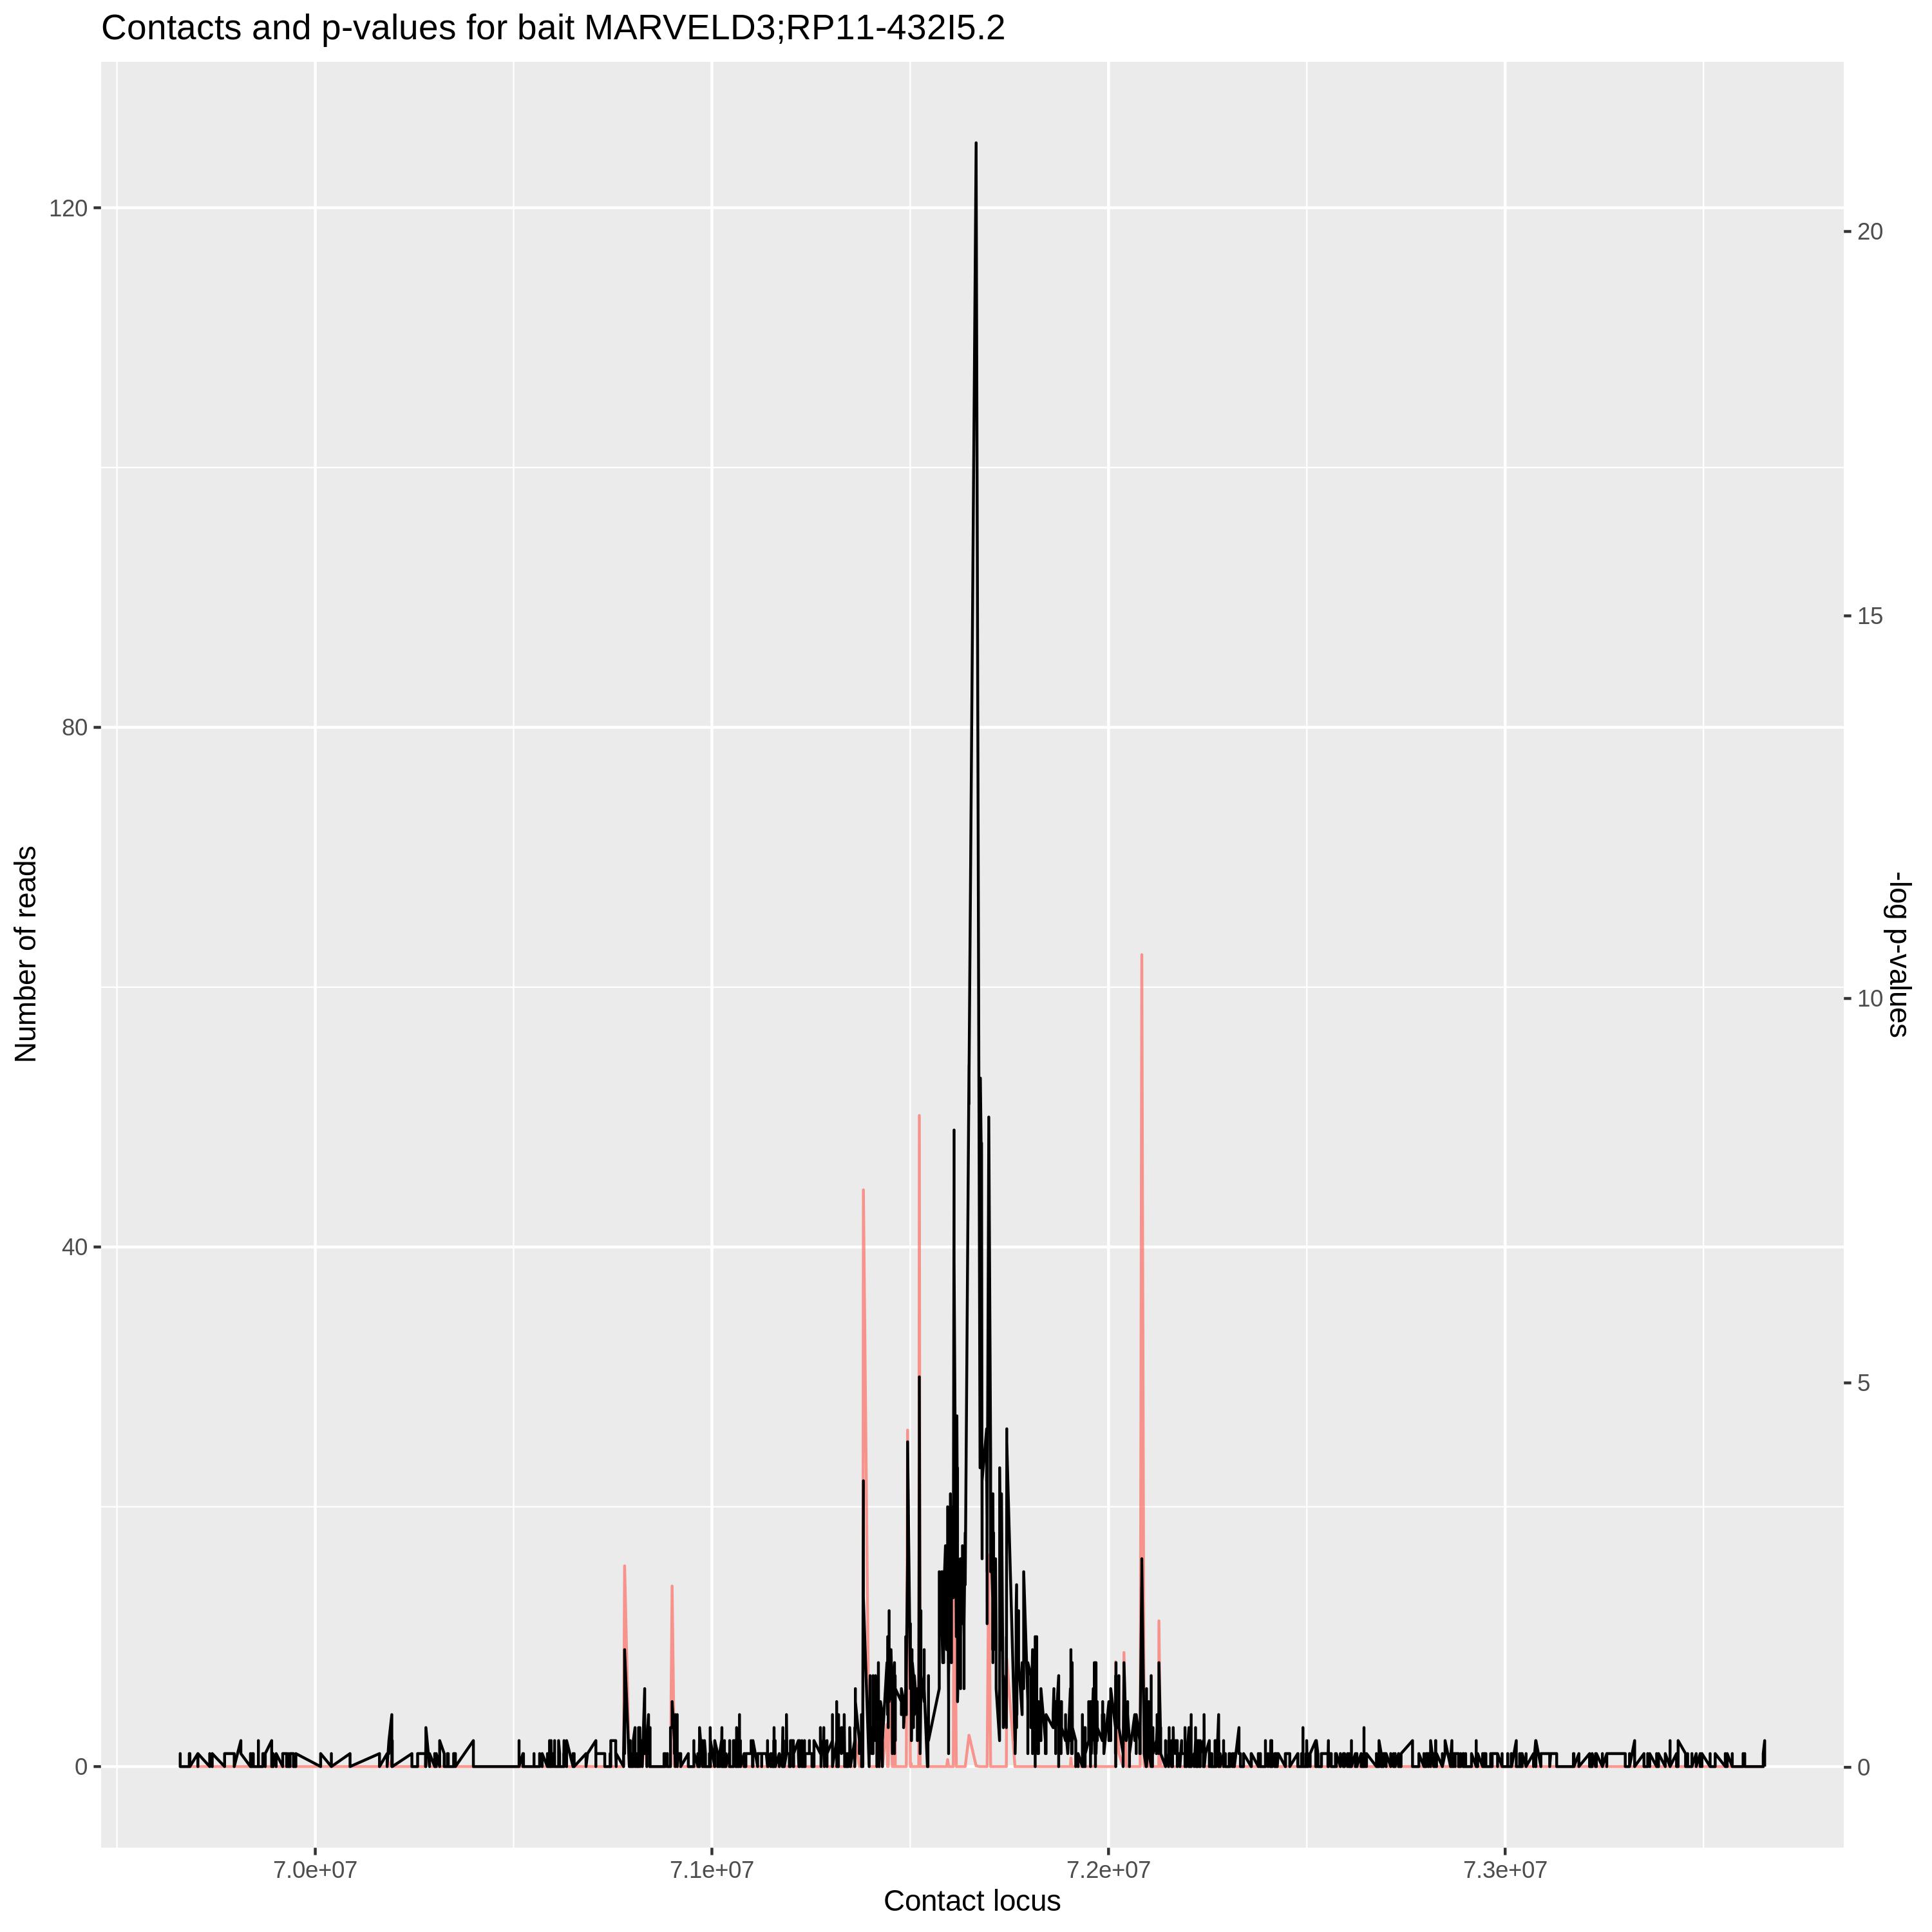 Contacts and p-values for bait MARVELD3;RP11-432I5.2
120
80
40
0
Number of reads
20
15
10
5
0
-log p-values
7.0e+07
7.1e+07
7.2e+07
7.3e+07
Contact locus